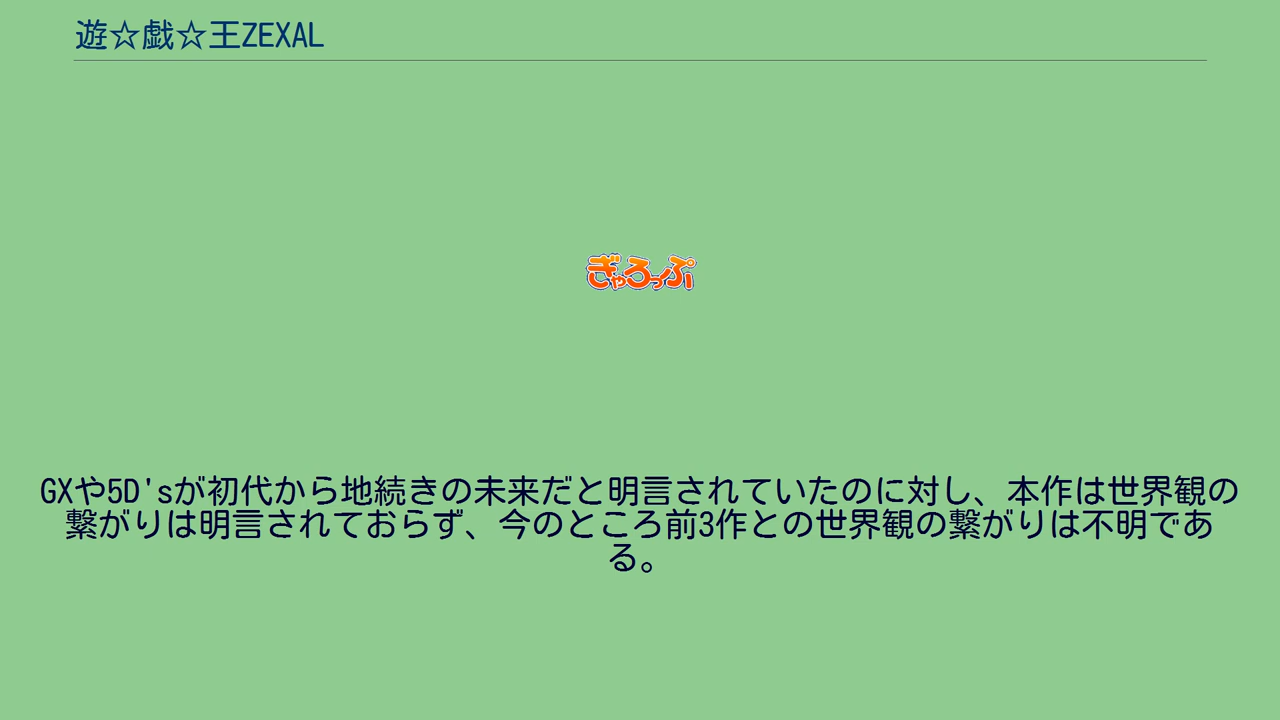 遊☆戯☆王ZEXAL
ぎゃろっぷ
GXや5D'sが初代から地続きの未来だと明言されていたのに対し、本作は世界観の
繋がりは明言されておらず、今のところ前3作との世界観の繋がりは不明であ
る。